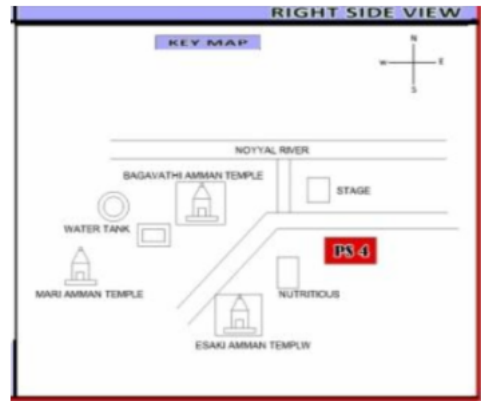 RIGHT SIDE VIEW
KEY MAP
N
W E
S
NOYYAL RIVER
BAGAVATHI AMMAN TEMPLE
STAGE
WATER TANK
PS 4
MARI AMMAN TEMPLE
NUTRITIOUS
ESAKI AMMAN TEMPLW